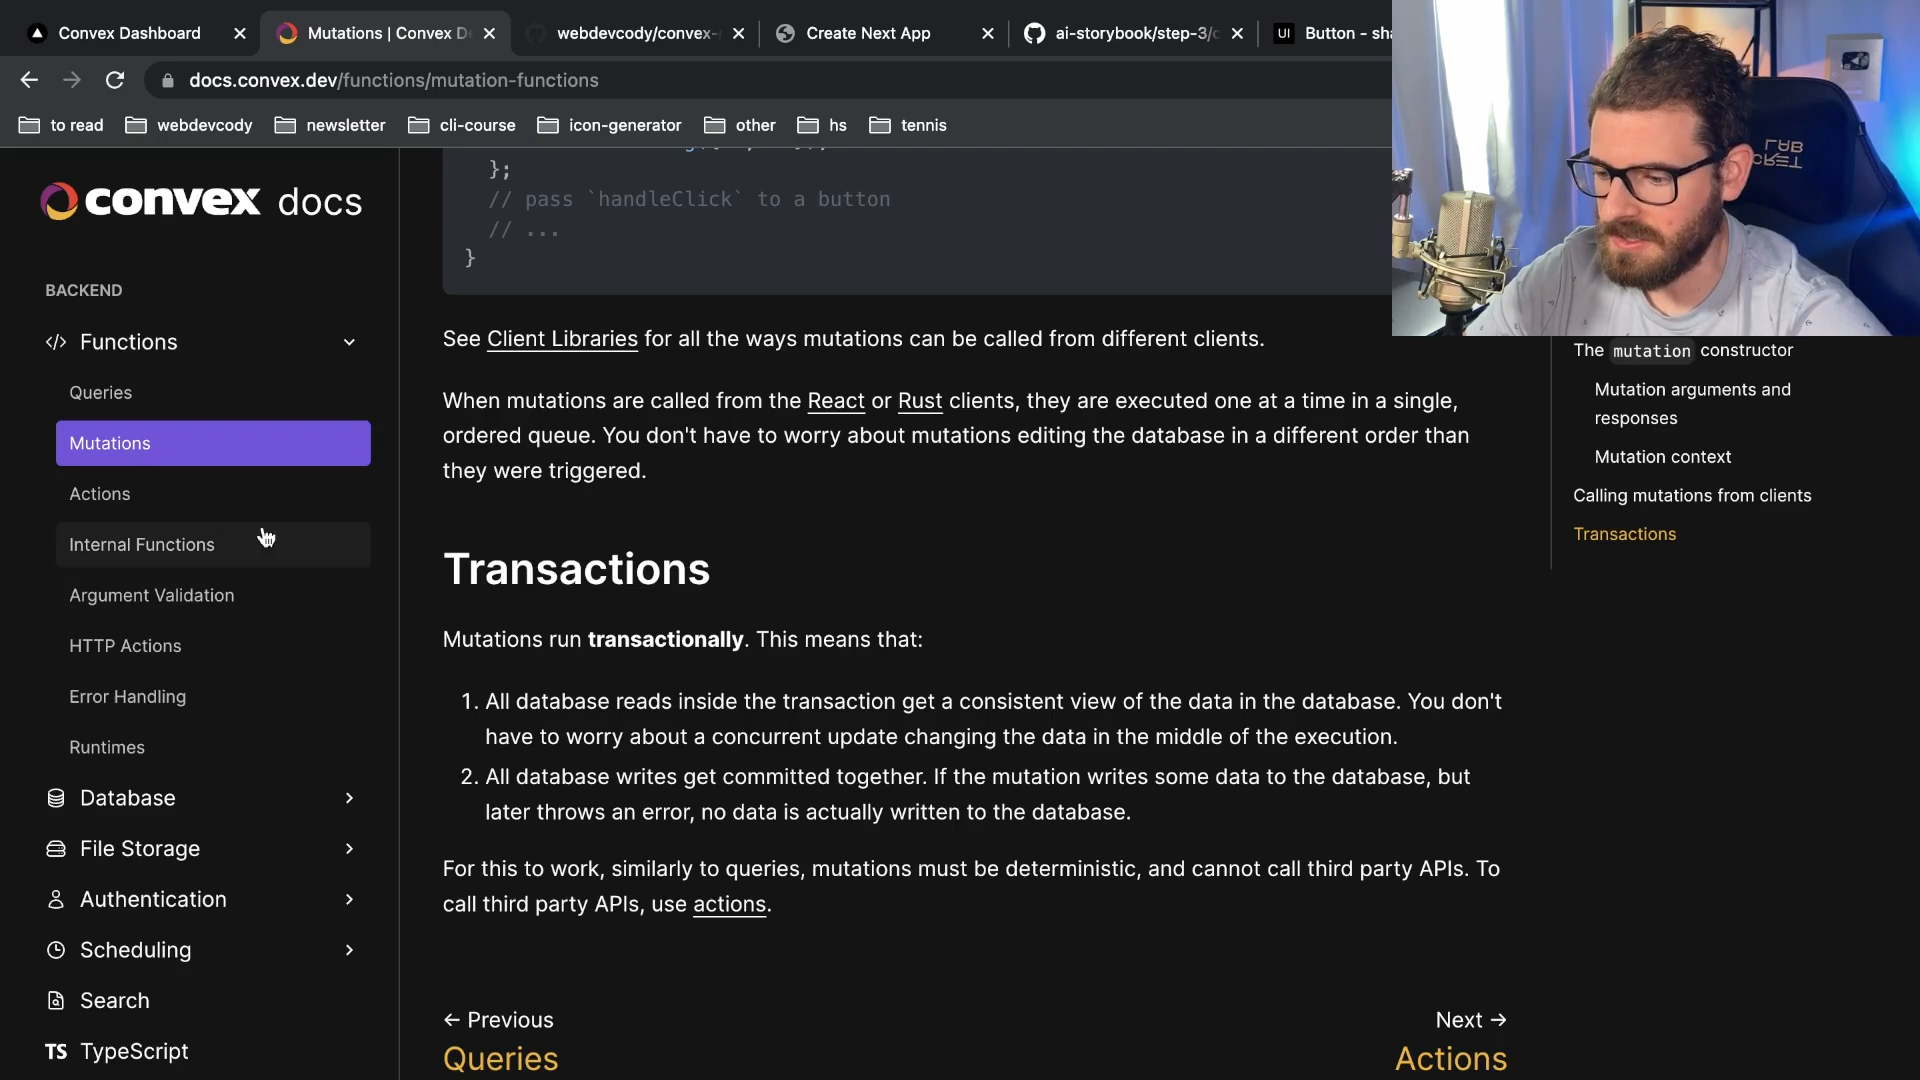 Convex Dashboard
Mutations | Convex D
webdevcody/convex-
Create Next App
ai-storybook/step-3/c
UI Button - sha
docs.convex.dev/functions/mutation-functions
to read
webdevcody
newsletter
cli-course
icon-generator
other
hs
tennis
convex docs
BACKEND
</> Functions
Queries
Mutations
Actions
Internal Functions
Argument Validation
HTTP Actions
Error Handling
Runtimes
Database
File Storage
Authentication
Scheduling
Search
TS TypeScript
};
// pass `handleClick` to a button
// ...
}
See Client Libraries for all the ways mutations can be called from different clients.
When mutations are called from the React or Rust clients, they are executed one at a time in a single,
ordered queue. You don't have to worry about mutations editing the database in a different order than
they were triggered.
Transactions
Mutations run transactionally. This means that:
1. All database reads inside the transaction get a consistent view of the data in the database. You don't
have to worry about a concurrent update changing the data in the middle of the execution.
2. All database writes get committed together. If the mutation writes some data to the database, but
later throws an error, no data is actually written to the database.
For this to work, similarly to queries, mutations must be deterministic, and cannot call third party APIs. To
call third party APIs, use actions.
← Previous
Queries
Next →
Actions
The mutation constructor
Mutation arguments and
responses
Mutation context
Calling mutations from clients
Transactions
LAB